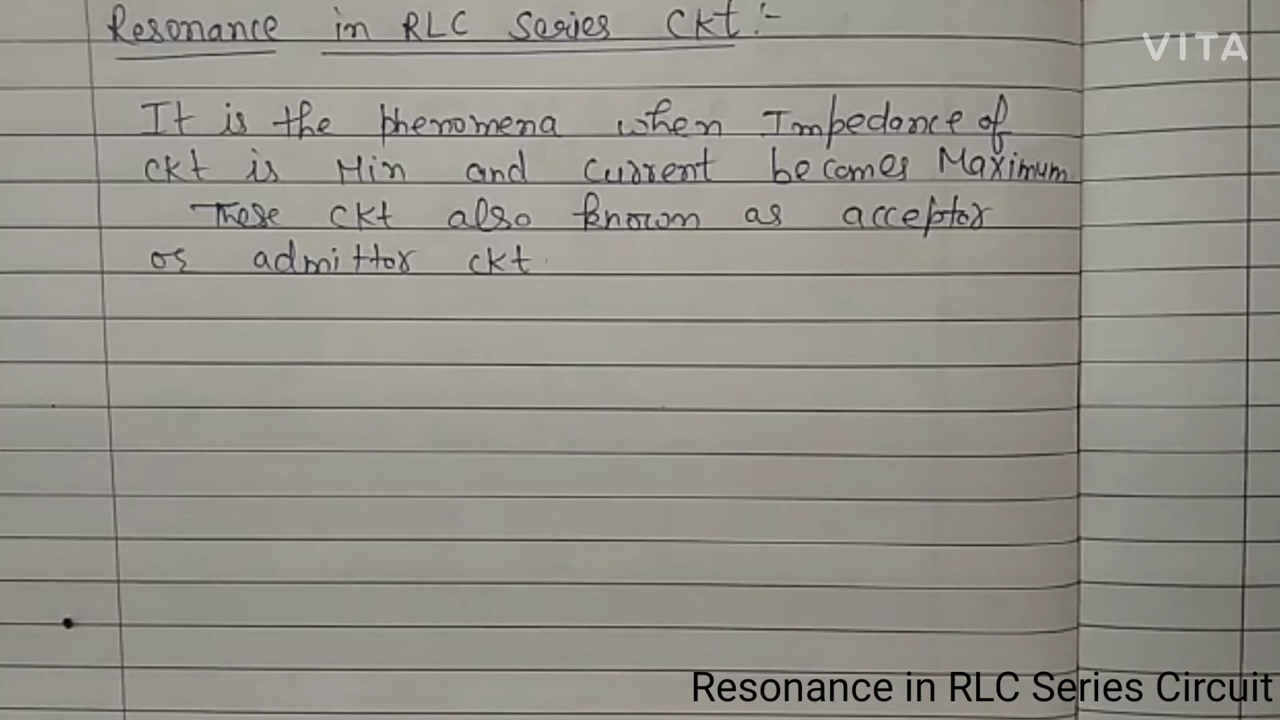 Resonance in RLC Series Ckt :-
VITA
It is the phenomena when Impedance of
ckt is Min and current becomes Maximum
These ckt also known as acceptor
or admittor ckt.
Resonance in RLC Series Circuit